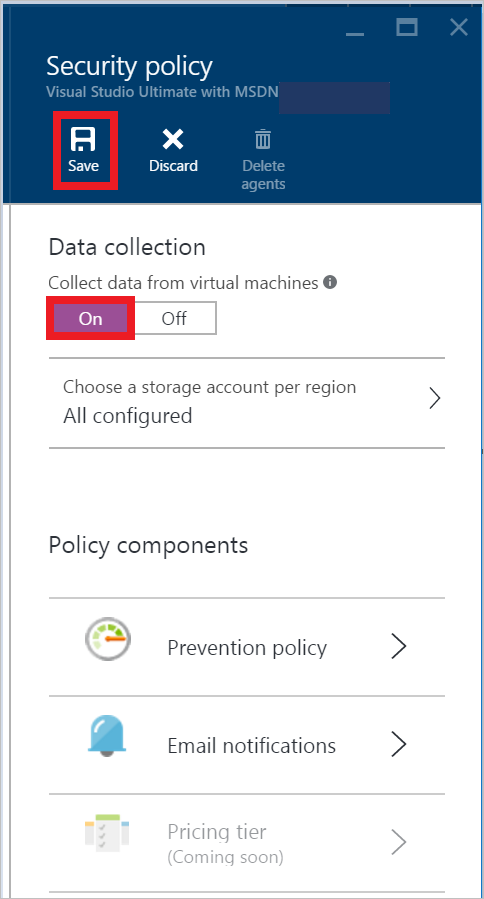 Security policy
Visual Studio Ultimate with MSDN
Save
Discard
Delete
agents
Data collection
Collect data from virtual machines
On
Off
Choose a storage account per region
All configured
Policy components
Prevention policy
Email notifications
Pricing tier
(Coming soon)